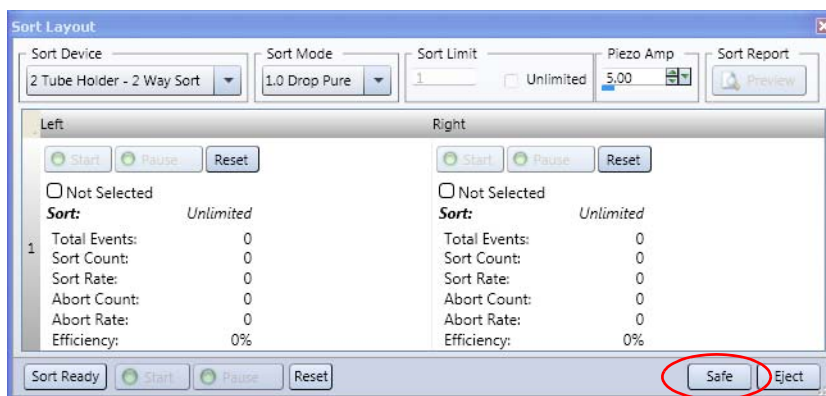 Sort Layout
Sort Device Sort Mode Sort Limit Piezo Amp Sort Report
2 Tube Holder - 2 Way Sort 1.0 Drop Pure 1 Unlimited 5.00 Preview
Left Right
Start Pause Reset Start Pause Reset
Not Selected Not Selected
Sort: Unlimited Sort: Unlimited
1
Total Events: 0 Total Events: 0
Sort Count: 0 Sort Count: 0
Sort Rate: 0 Sort Rate: 0
Abort Count: 0 Abort Count: 0
Abort Rate: 0 Abort Rate: 0
Efficiency: 0% Efficiency: 0%
Sort Ready Start Pause Reset Safe Eject